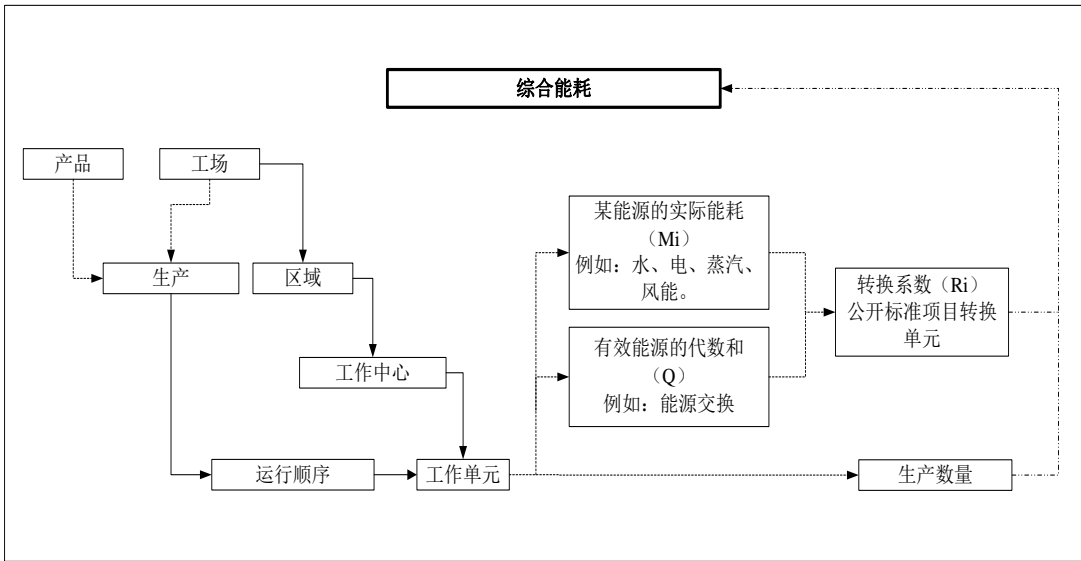 综合能耗
产品
工场
生产
区域
工作中心
运行顺序
工作单元
某能源的实际能耗
（Mi）
例如：水、电、蒸汽、
风能。
有效能源的代数和
（Q）
例如：能源交换
转换系数（Ri）
公开标准项目转换
单元
生产数量